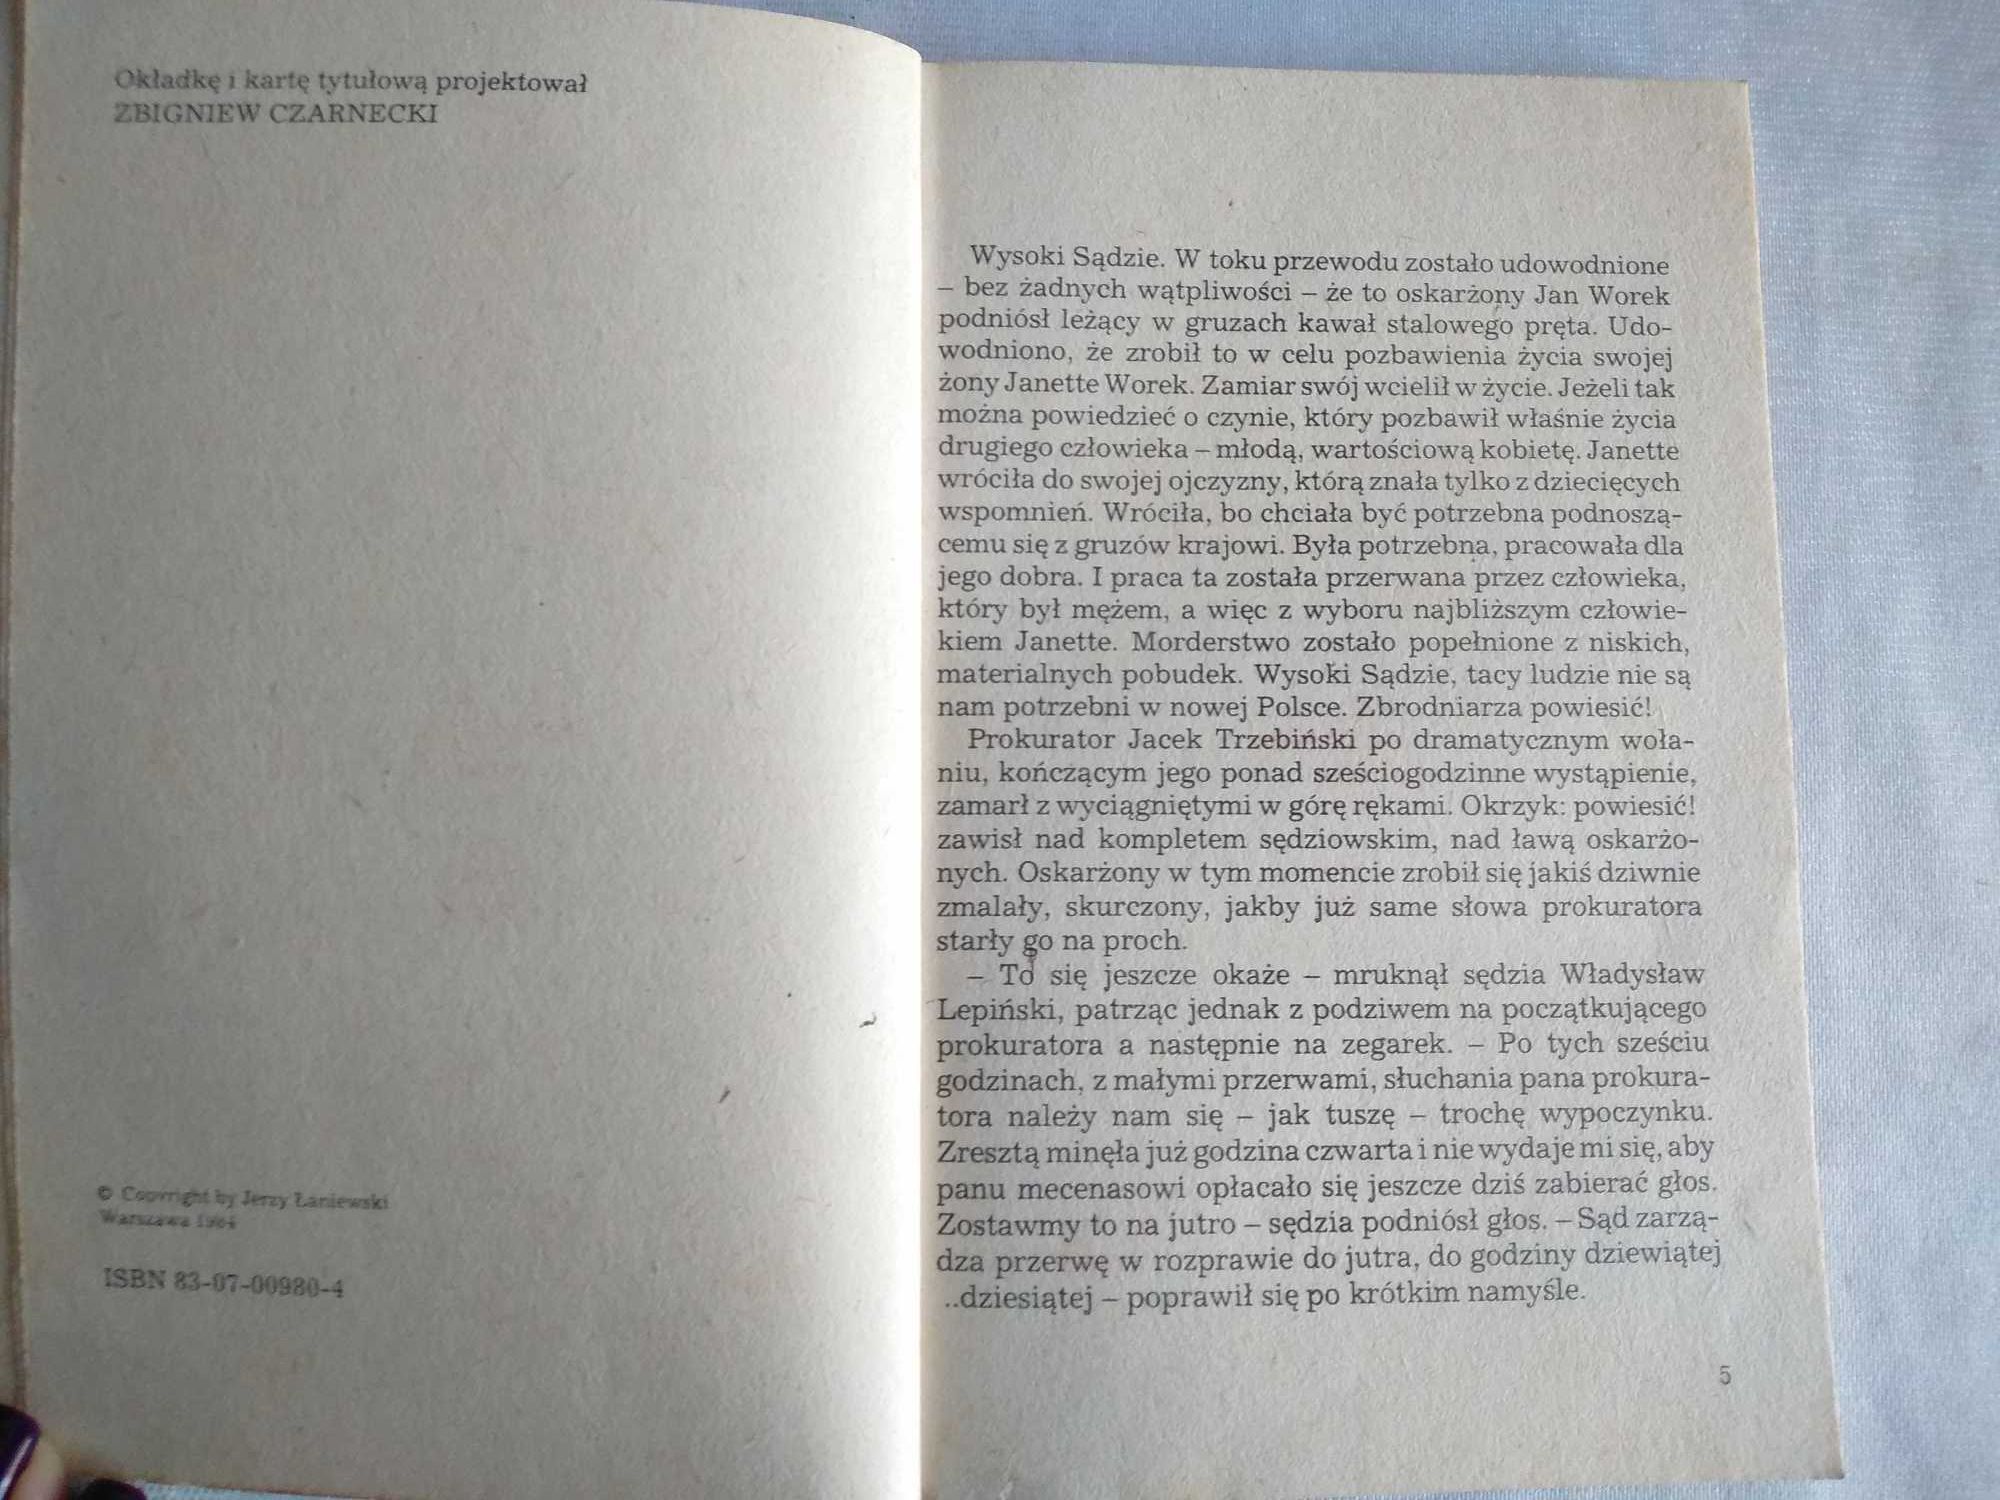 Okładkę i kartę tytułową projektował
ZBIGNIEW CZARNECKI
© Copyright by Jerzy Łaniewski
Warszawa 1984
ISBN 83-07-00980-4
Wysoki Sądzie. W toku przewodu zostało udowodnione
– bez żadnych wątpliwości – że to oskarżony Jan Worek
podniósł leżący w gruzach kawał stalowego pręta. Udo-
wodniono, że zrobił to w celu pozbawienia życia swojej
żony Janette Worek. Zamiar swój wcielił w życie. Jeżeli tak
można powiedzieć o czynie, który pozbawił właśnie życia
drugiego człowieka – młodą, wartościową kobietę. Janette
wróciła do swojej ojczyzny, którą znała tylko z dziecięcych
wspomnień. Wróciła, bo chciała być potrzebna podnoszą-
cemu się z gruzów krajowi. Była potrzebna, pracowała dla
jego dobra. I praca ta została przerwana przez człowieka,
który był mężem, a więc z wyboru najbliższym człowie-
kiem Janette. Morderstwo zostało popełnione z niskich,
materialnych pobudek. Wysoki Sądzie, tacy ludzie nie są
nam potrzebni w nowej Polsce. Zbrodniarza powiesić!
Prokurator Jacek Trzebiński po dramatycznym woła-
niu, kończącym jego ponad sześciogodzinne wystąpienie,
zamarł z wyciągniętymi w górę rękami. Okrzyk: powiesić!
zawisł nad kompletem sędziowskim, nad ławą oskarżo-
nych. Oskarżony w tym momencie zrobił się jakiś dziwnie
zmalały, skurczony, jakby już same słowa prokuratora
starły go na proch.
– To się jeszcze okaże – mruknął sędzia Władysław
Lepiński, patrząc jednak z podziwem na początkującego
prokuratora a następnie na zegarek. – Po tych sześciu
godzinach, z małymi przerwami, słuchania pana prokura-
tora należy nam się – jak tuszę – trochę wypoczynku.
Zresztą minęła już godzina czwarta i nie wydaje mi się, aby
panu mecenasowi opłacało się jeszcze dziś zabierać głos.
Zostawmy to na jutro – sędzia podniósł głos. – Sąd zarzą-
dza przerwę w rozprawie do jutra, do godziny dziewiątej
..dziesiątej – poprawił się po krótkim namyśle.
5